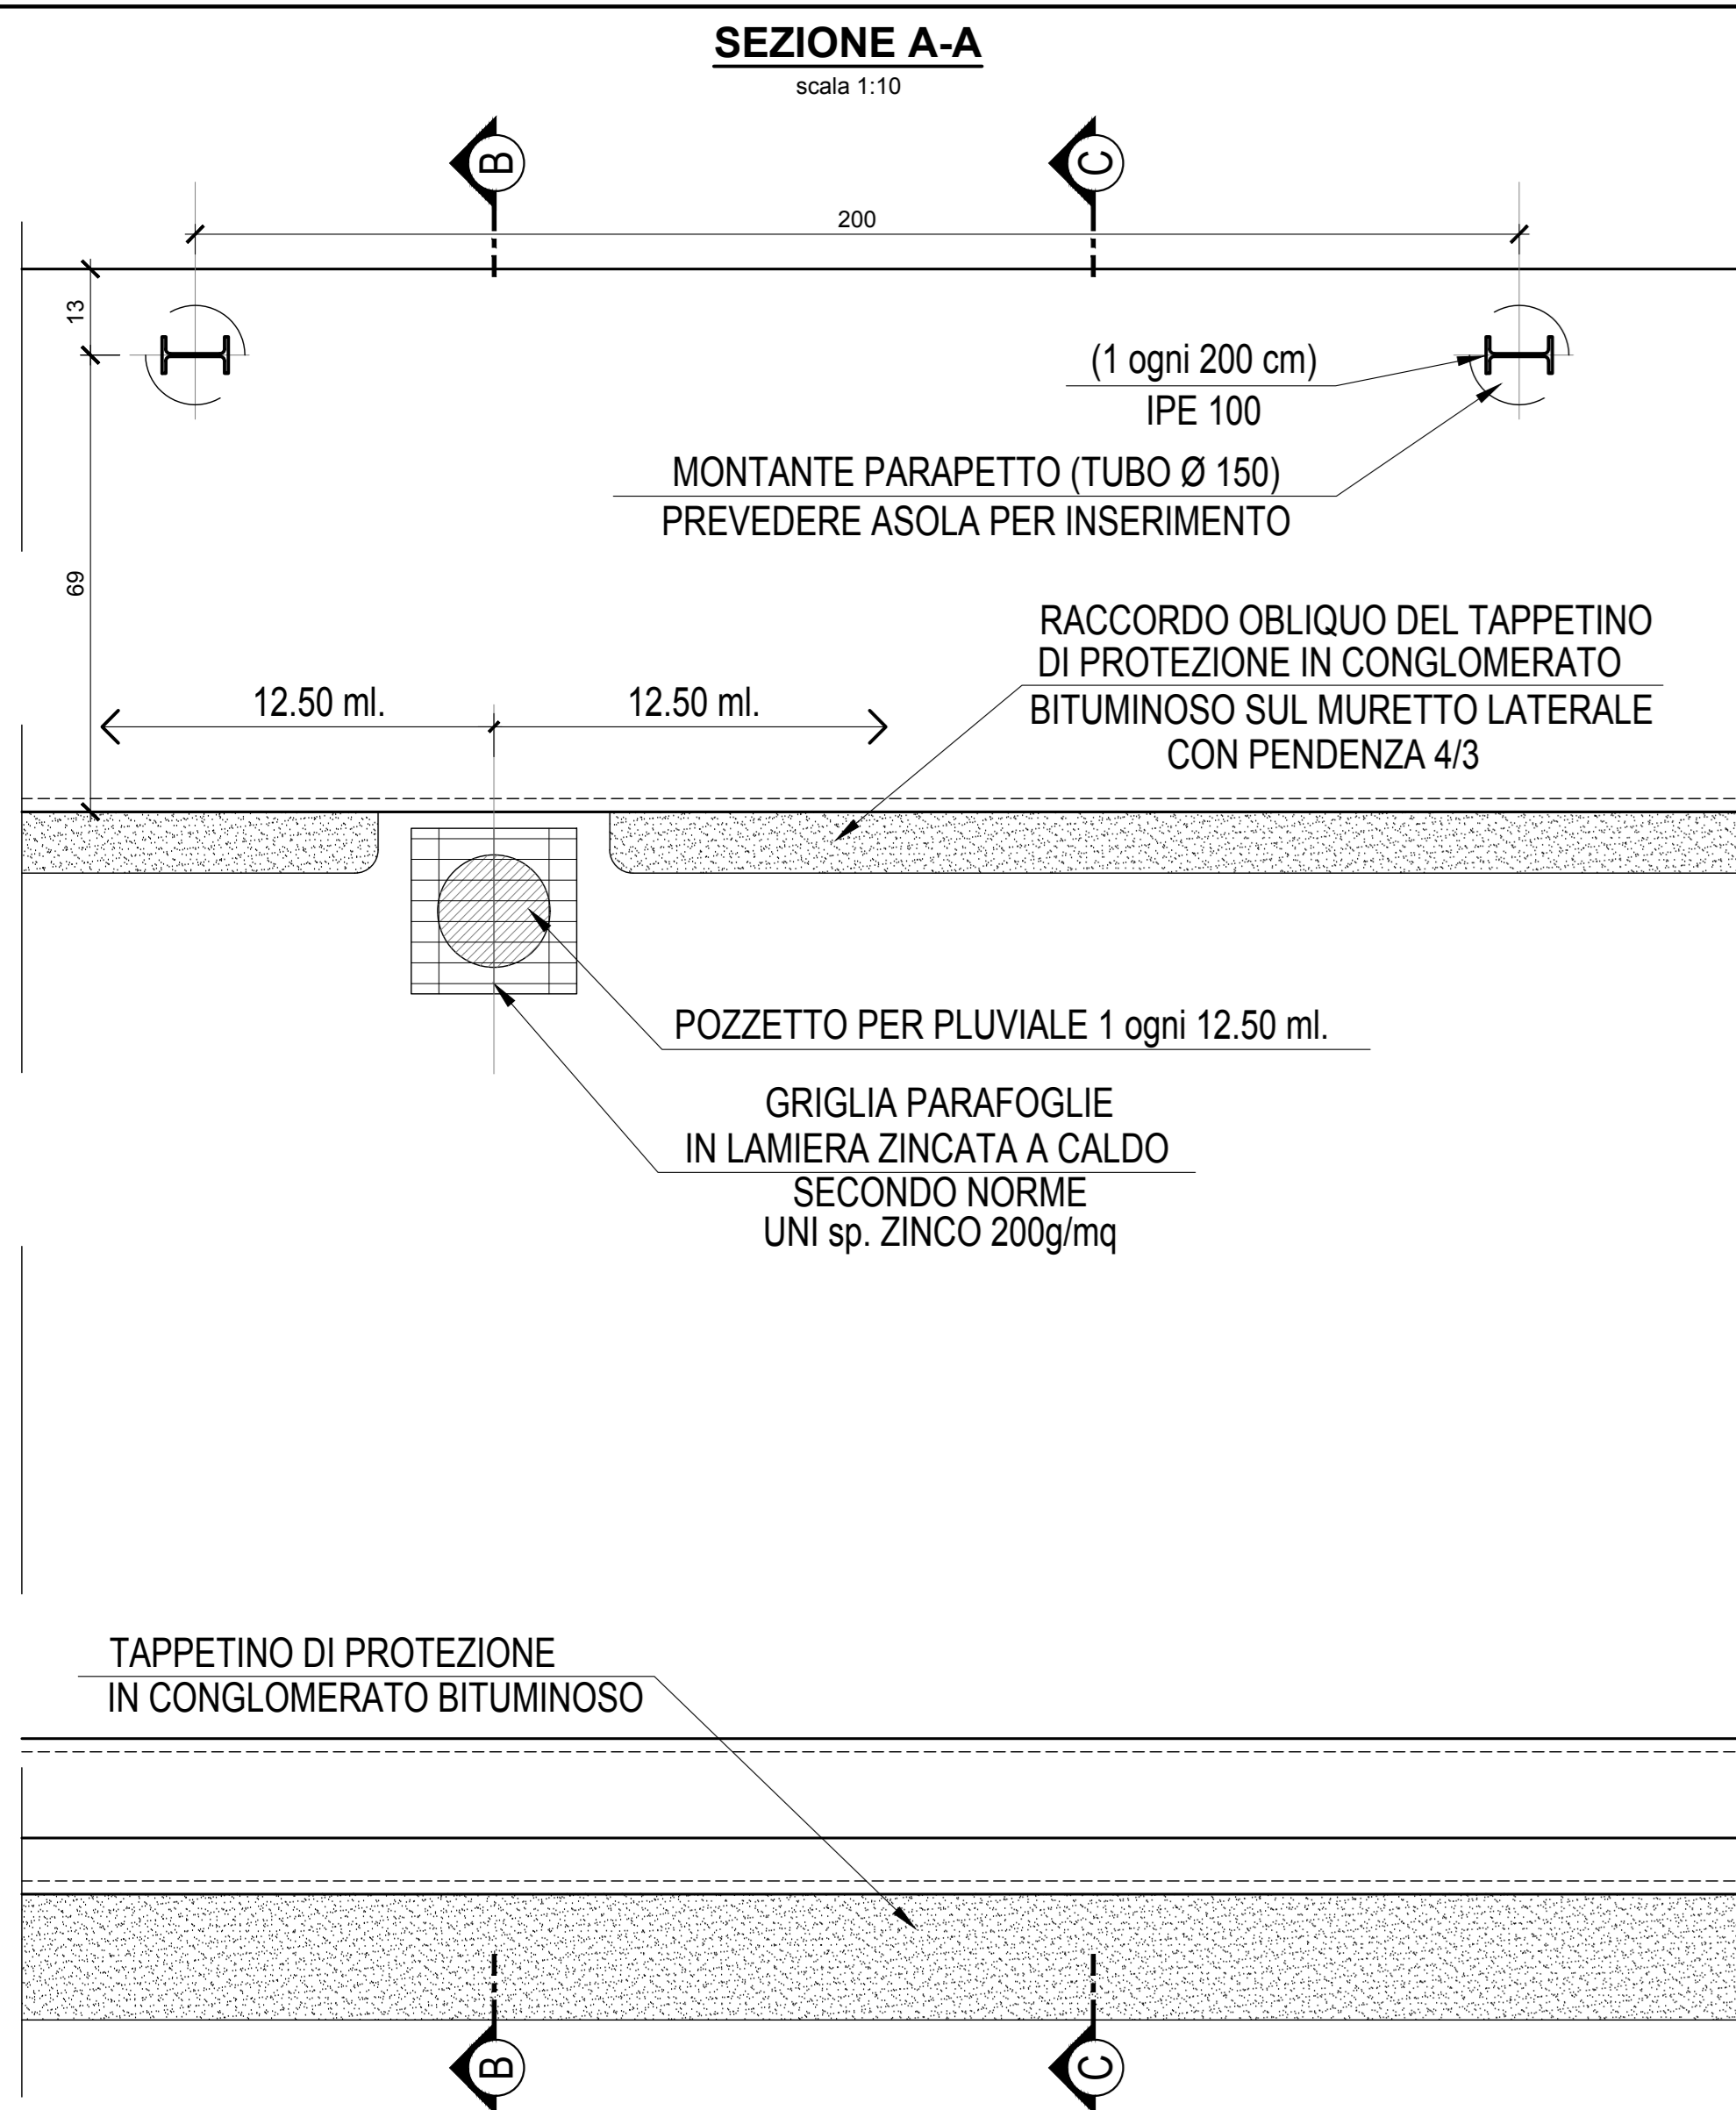 SEZIONE A-A
scala 1:10
B
C
200
13
(1 ogni 200 cm)
IPE 100
MONTANTE PARAPETTO (TUBO Ø 150)
PREVEDERE ASOLA PER INSERIMENTO
69
RACCORDO OBLIQUO DEL TAPPETINO
DI PROTEZIONE IN CONGLOMERATO
BITUMINOSO SUL MURETTO LATERALE
CON PENDENZA 4/3
12.50 ml.
12.50 ml.
POZZETTO PER PLUVIALE 1 ogni 12.50 ml.
GRIGLIA PARAFOGLIE
IN LAMIERA ZINCATA A CALDO
SECONDO NORME
UNI sp. ZINCO 200g/mq
TAPPETINO DI PROTEZIONE
IN CONGLOMERATO BITUMINOSO
B
C